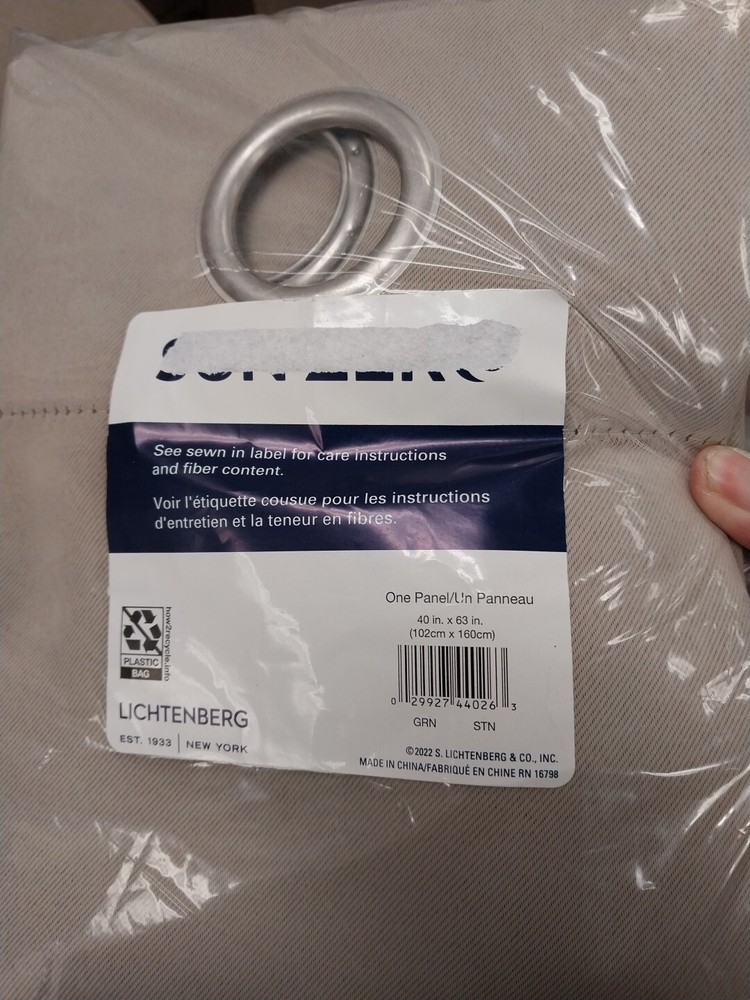 SUN ZERO
See sewn in label for care instructions
and fiber content.
Voir l'étiquette cousue pour les instructions
d'entretien et la teneur en fibres.
One Panel/Un Panneau
40 in. x 63 in.
(102cm x 160cm)
0 29927 44026 3
GRN STN
how2recycle.info
PLASTIC
BAG
LICHTENBERG
EST. 1933 | NEW YORK
©2022 S. LICHTENBERG & CO., INC.
MADE IN CHINA/FABRIQUÉ EN CHINE RN 16798